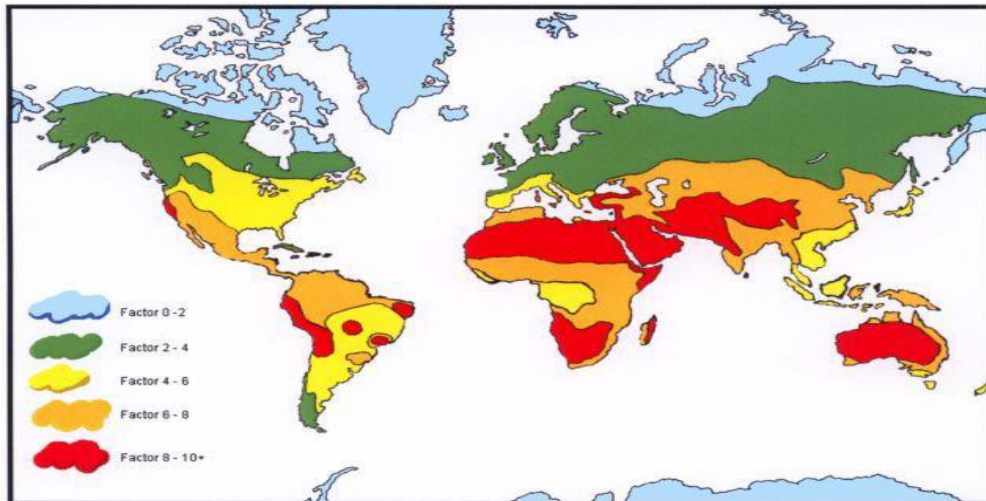 Factor 0 - 2
Factor 2 - 4
Factor 4 - 6
Factor 6 - 8
Factor 8 - 10+